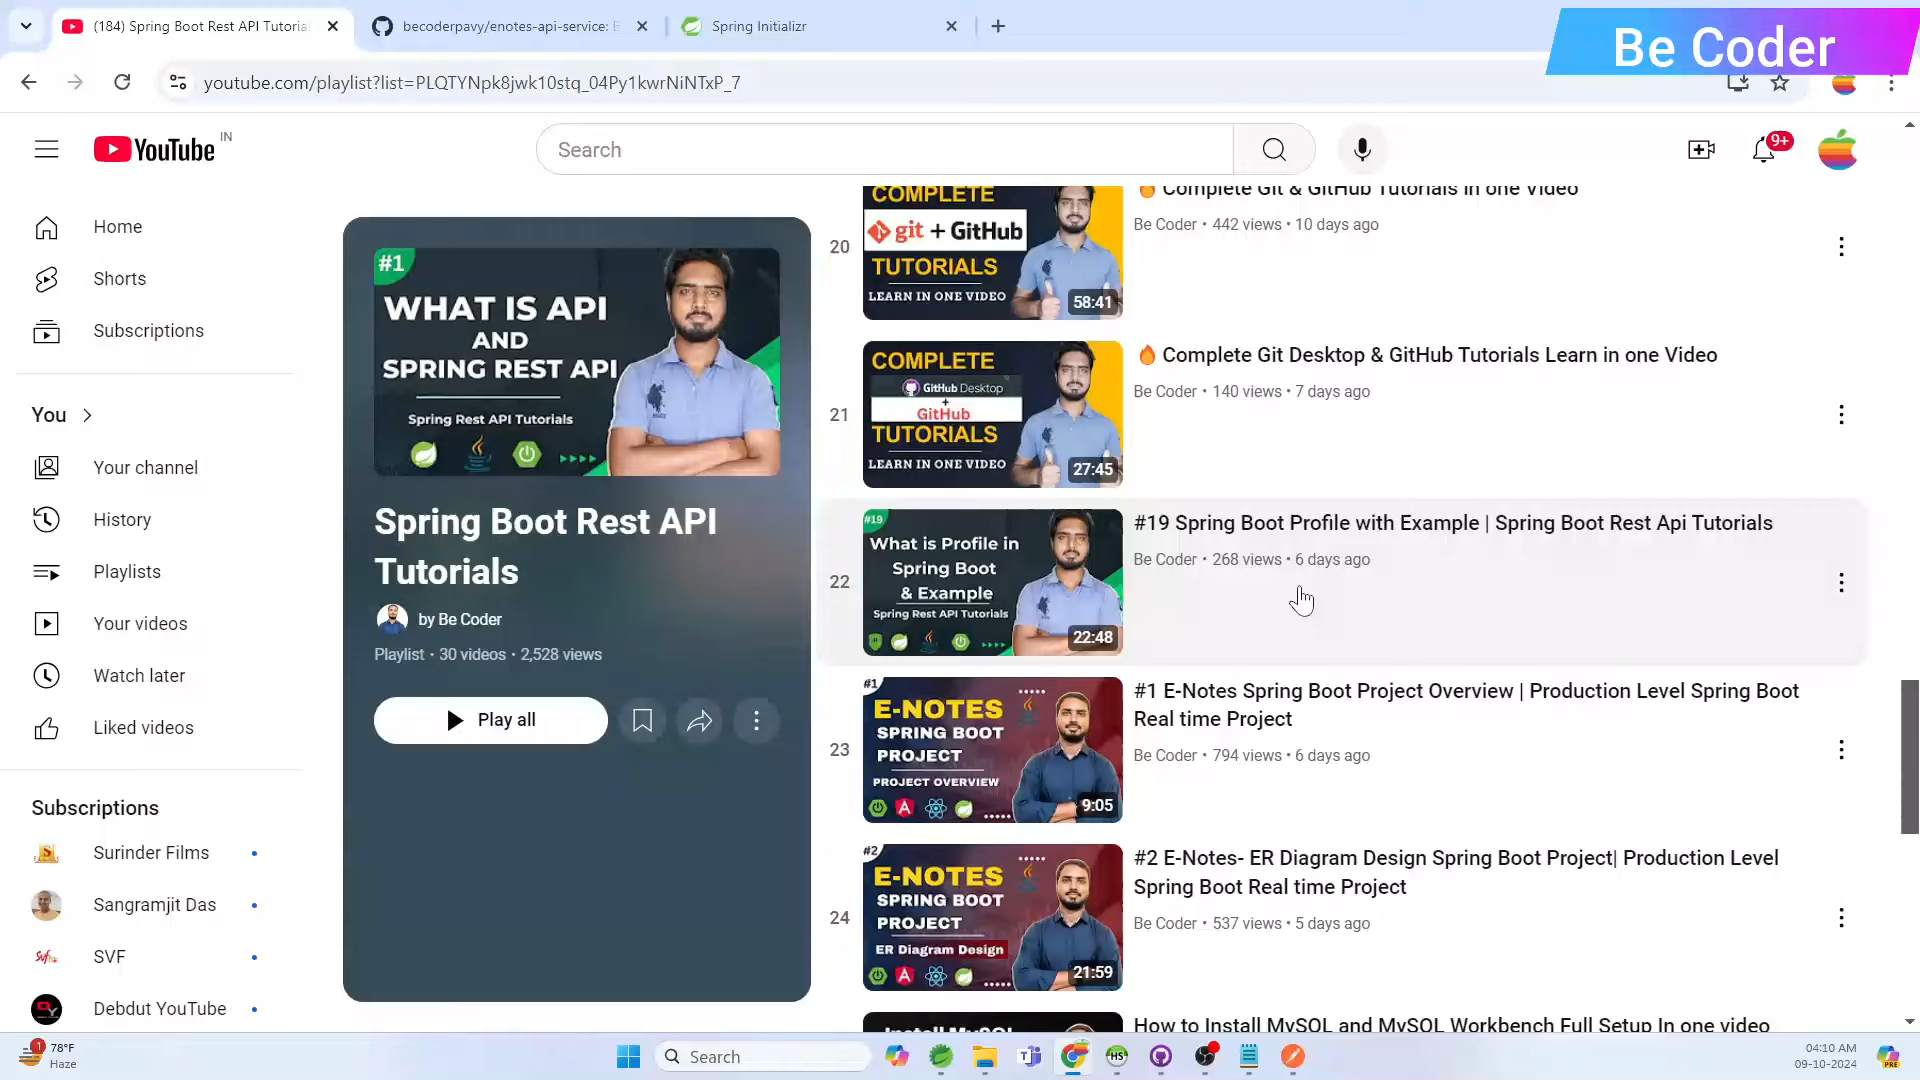 (184) Spring Boot Rest API Tutoria
becoderpavy/enotes-api-service: E
Spring Initializr
Be Coder
youtube.com/playlist?list=PLQTYNpk8jwk10stq_04Py1kwrNiNTxP_7
YouTube
IN
Search
9+
Home
Shorts
Subscriptions
You
Your channel
History
Playlists
Your videos
Watch later
Liked videos
Subscriptions
Surinder Films
Sangramjit Das
SVF
Debdut YouTube
#1
WHAT IS API
AND
SPRING REST API
Spring Rest API Tutorials
Spring Boot Rest API
Tutorials
by Be Coder
Playlist • 30 videos • 2,528 views
Play all
20
COMPLETE
git + GitHub
TUTORIALS
LEARN IN ONE VIDEO
58:41
Complete Git & GitHub Tutorials in one Video
Be Coder • 442 views • 10 days ago
21
COMPLETE
GitHub Desktop
+
GitHub
TUTORIALS
LEARN IN ONE VIDEO
27:45
Complete Git Desktop & GitHub Tutorials Learn in one Video
Be Coder • 140 views • 7 days ago
22
#19
What is Profile in
Spring Boot
& Example
Spring Rest API Tutorials
22:48
#19 Spring Boot Profile with Example | Spring Boot Rest Api Tutorials
Be Coder • 268 views • 6 days ago
23
#1
E-NOTES
SPRING BOOT
PROJECT
PROJECT OVERVIEW
9:05
#1 E-Notes Spring Boot Project Overview | Production Level Spring Boot
Real time Project
Be Coder • 794 views • 6 days ago
24
#2
E-NOTES
SPRING BOOT
PROJECT
ER Diagram Design
21:59
#2 E-Notes- ER Diagram Design Spring Boot Project| Production Level
Spring Boot Real time Project
Be Coder • 537 views • 5 days ago
Install MySQL
How to Install MySQL and MySQL Workbench Full Setup In one video
1
78°F
Haze
Search
HS
04:10 AM
09-10-2024
PRE